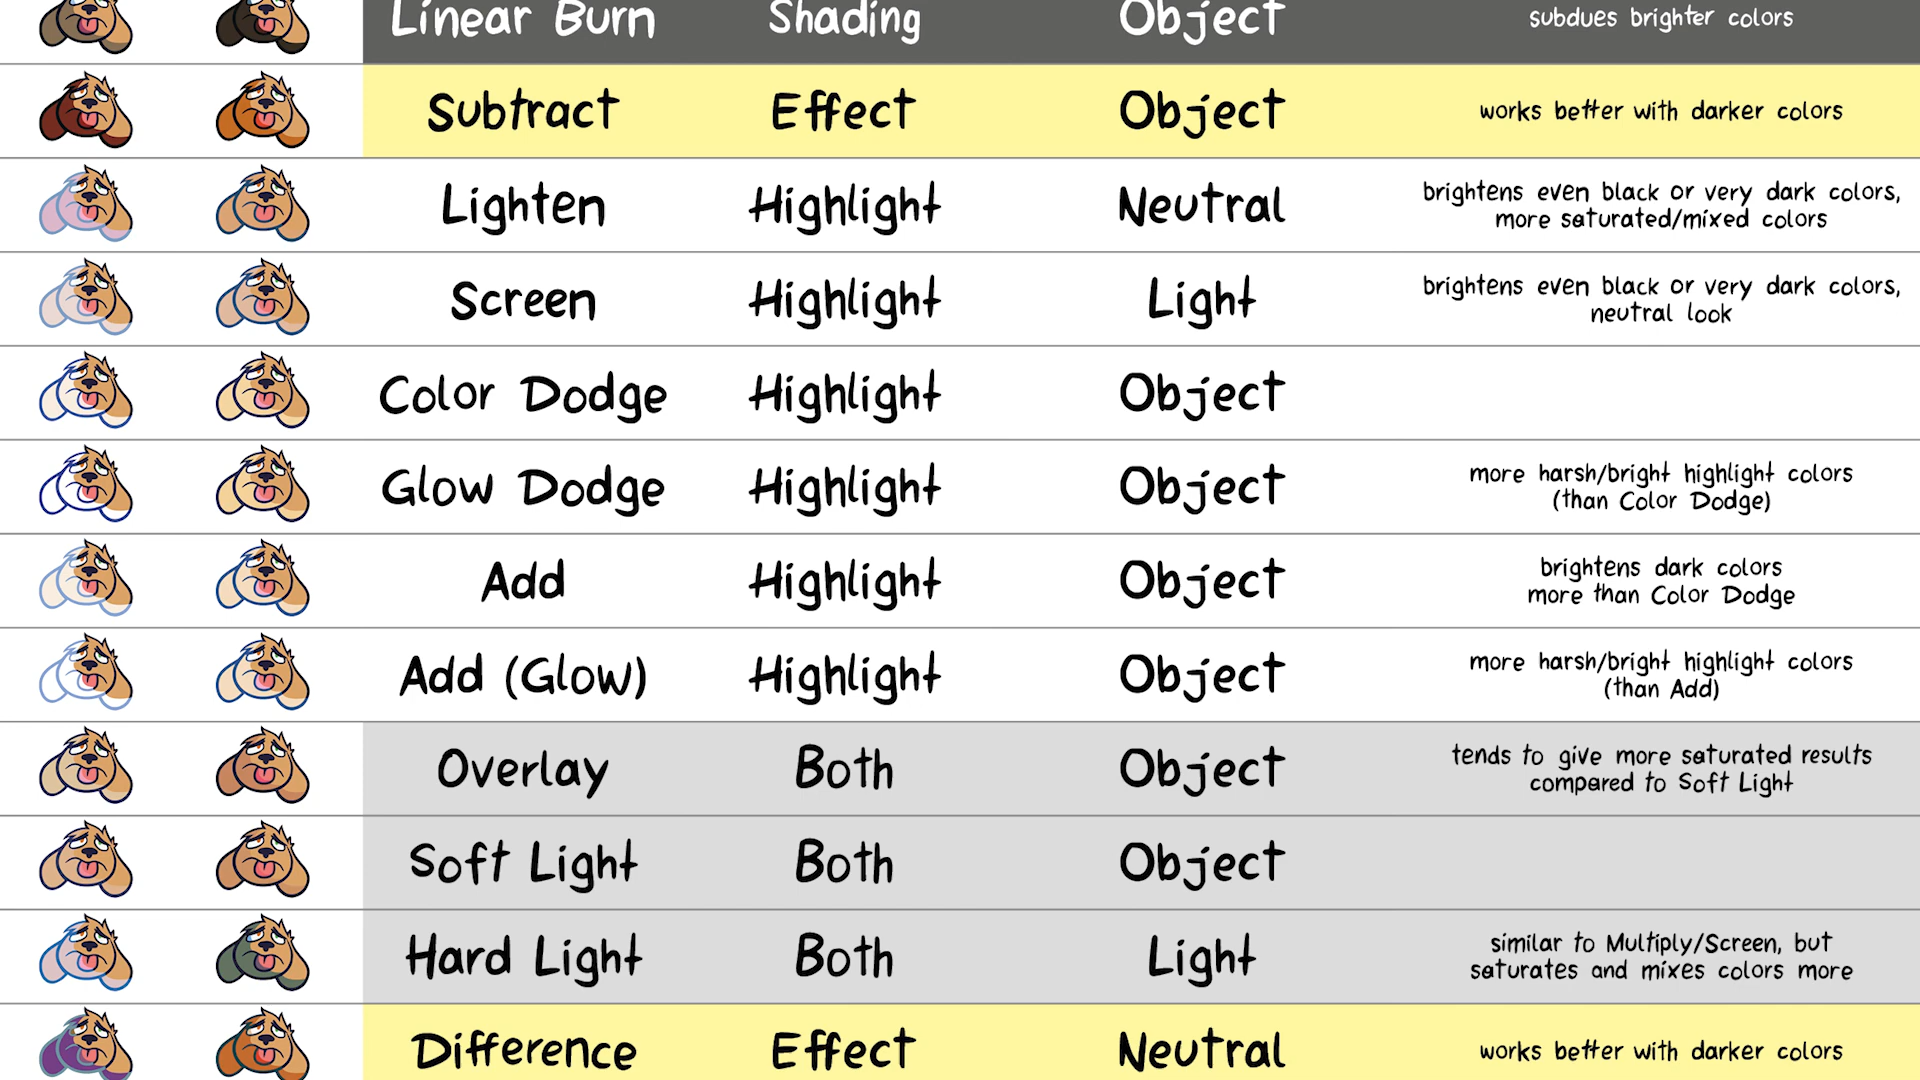 Linear Burn Shading Object subdues brighter colors
Subtract Effect Object works better with darker colors
Lighten Highlight Neutral brightens even black or very dark colors,
more saturated/mixed colors
Screen Highlight Light brightens even black or very dark colors,
neutral look
Color Dodge Highlight Object
Glow Dodge Highlight Object more harsh/bright highlight colors
(than Color Dodge)
Add Highlight Object brightens dark colors
more than Color Dodge
Add (Glow) Highlight Object more harsh/bright highlight colors
(than Add)
Overlay Both Object tends to give more saturated results
compared to Soft Light
Soft Light Both Object
Hard Light Both Light similar to Multiply/Screen, but
saturates and mixes colors more
Difference Effect Neutral works better with darker colors